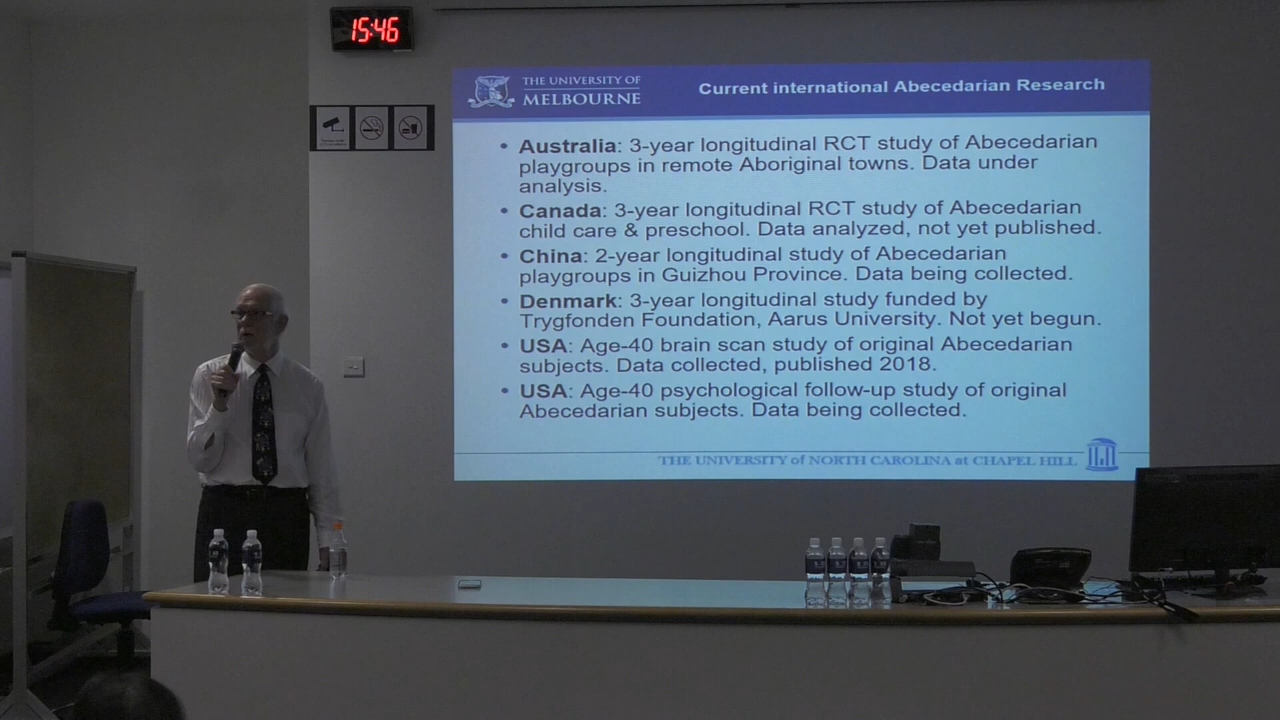 15:46
THE UNIVERSITY OF
MELBOURNE
Current international Abecedarian Research
• Australia: 3-year longitudinal RCT study of Abecedarian
playgroups in remote Aboriginal towns. Data under
analysis.
• Canada: 3-year longitudinal RCT study of Abecedarian
child care & preschool. Data analyzed, not yet published.
• China: 2-year longitudinal study of Abecedarian
playgroups in Guizhou Province. Data being collected.
• Denmark: 3-year longitudinal study funded by
Trygfonden Foundation, Aarus University. Not yet begun.
• USA: Age-40 brain scan study of original Abecedarian
subjects. Data collected, published 2018.
• USA: Age-40 psychological follow-up study of original
Abecedarian subjects. Data being collected.
THE UNIVERSITY of NORTH CAROLINA at CHAPEL HILL